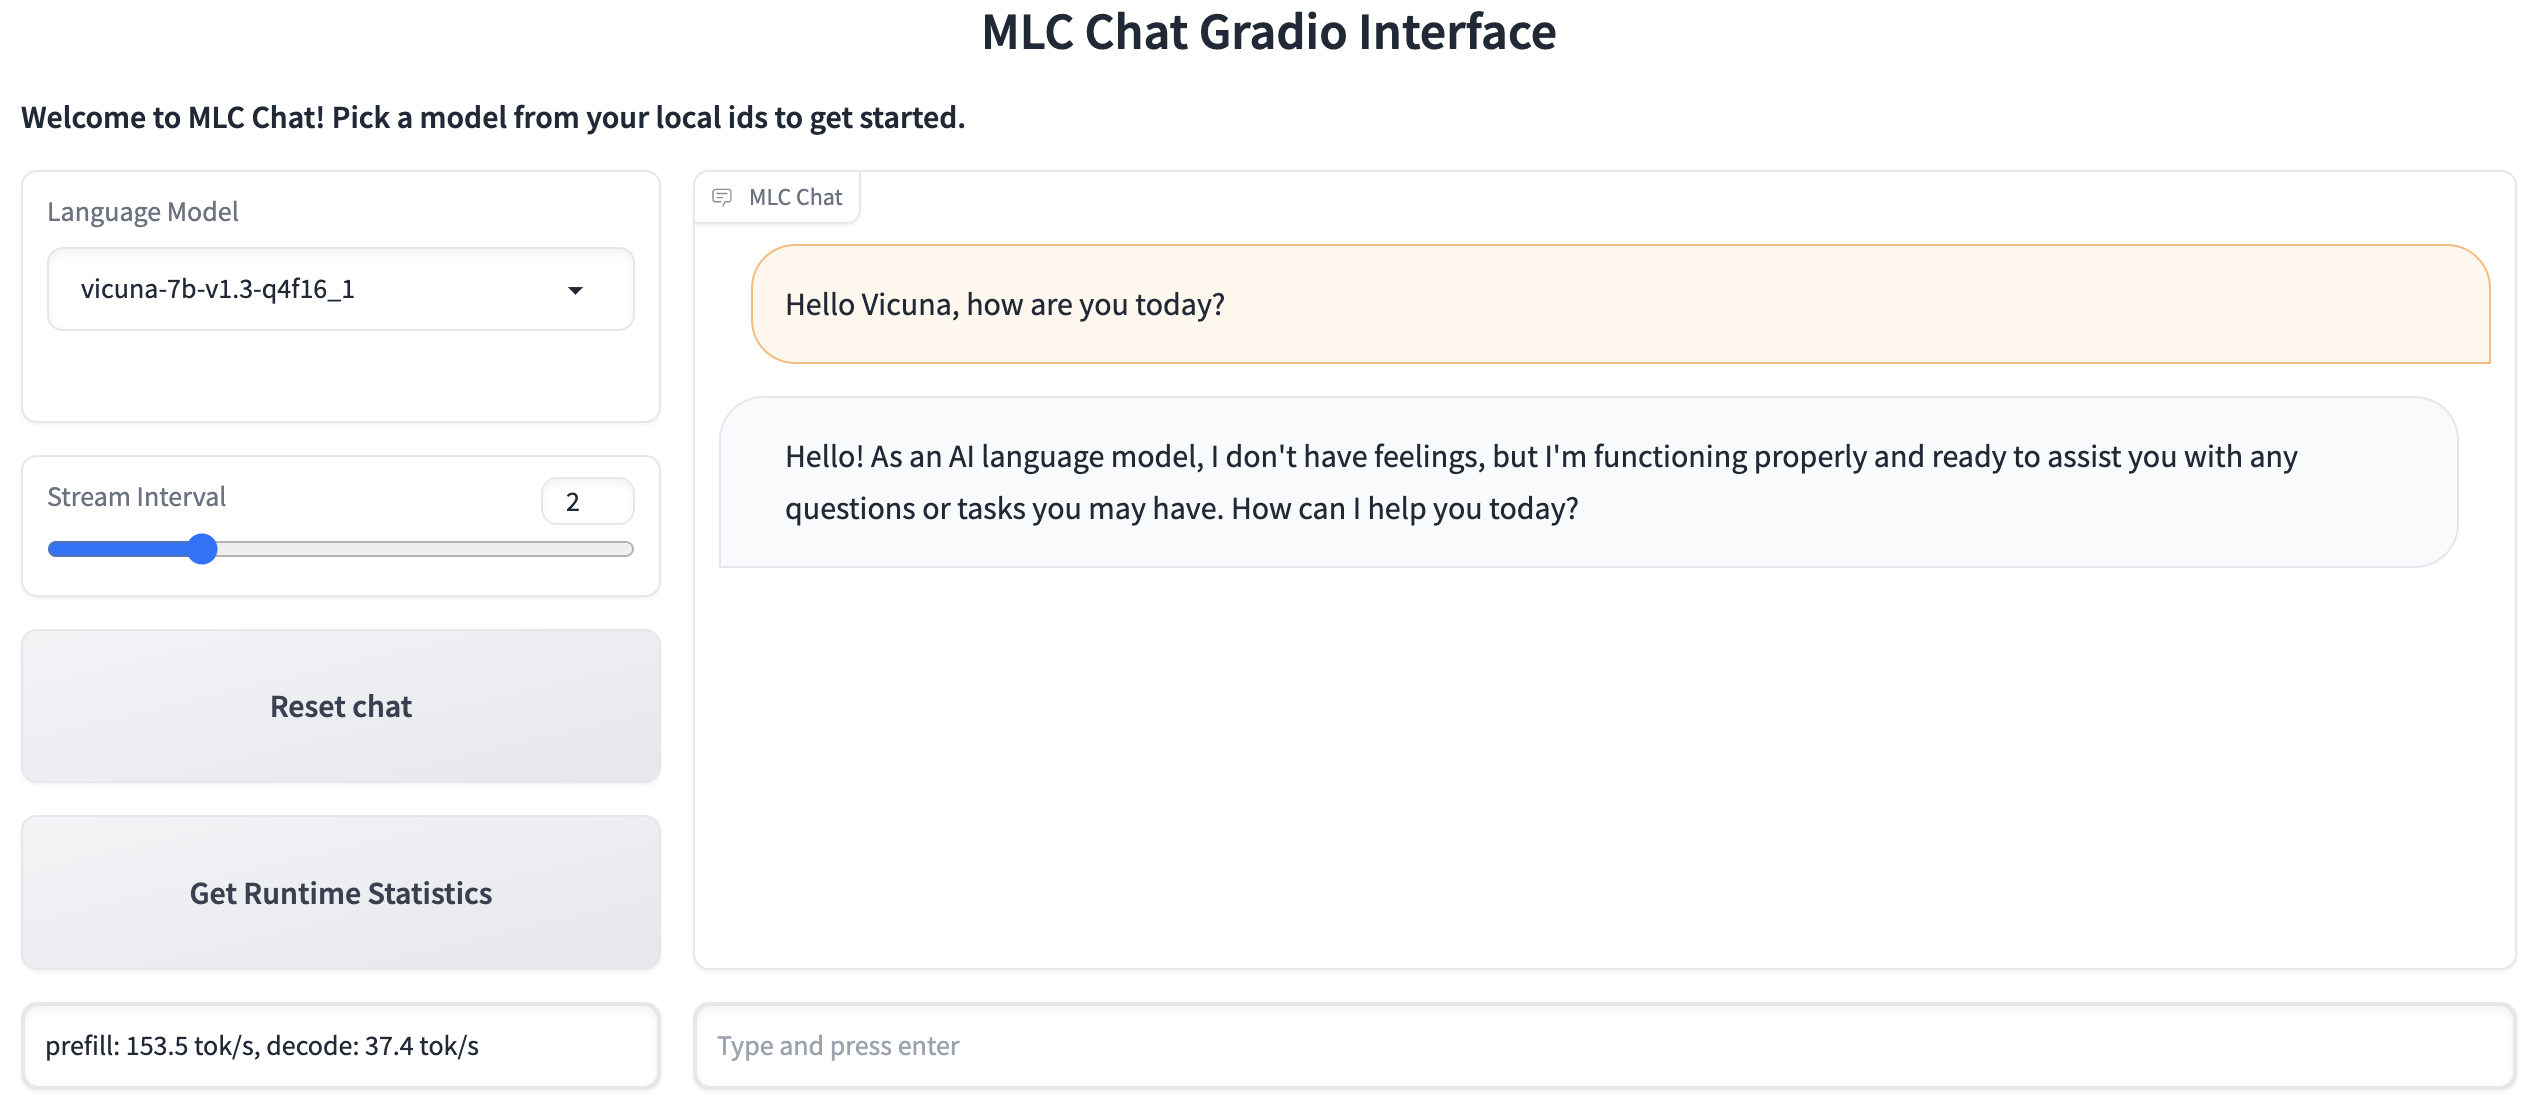 MLC Chat Gradio Interface
Welcome to MLC Chat! Pick a model from your local ids to get started.
Language Model
vicuna-7b-v1.3-q4f16_1
Stream Interval
2
Reset chat
Get Runtime Statistics
prefill: 153.5 tok/s, decode: 37.4 tok/s
MLC Chat
Hello Vicuna, how are you today?
Hello! As an AI language model, I don't have feelings, but I'm functioning properly and ready to assist you with any
questions or tasks you may have. How can I help you today?
Type and press enter